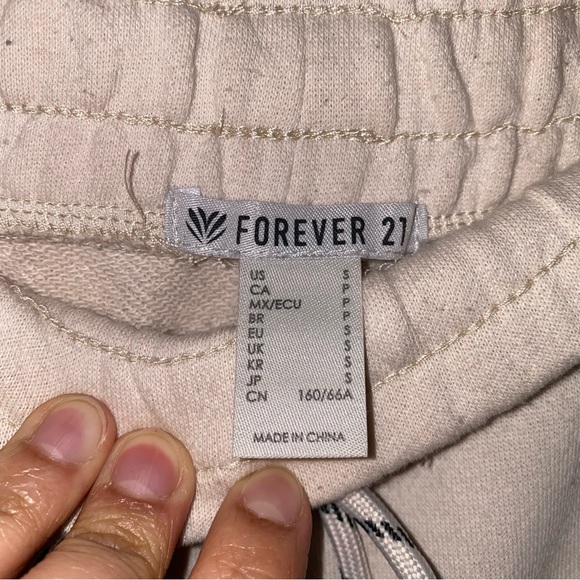 FOREVER 21
US S
CA P
MX/ECU P
BR P
EU S
UK S
KR S
JP S
CN 160/66A
MADE IN CHINA